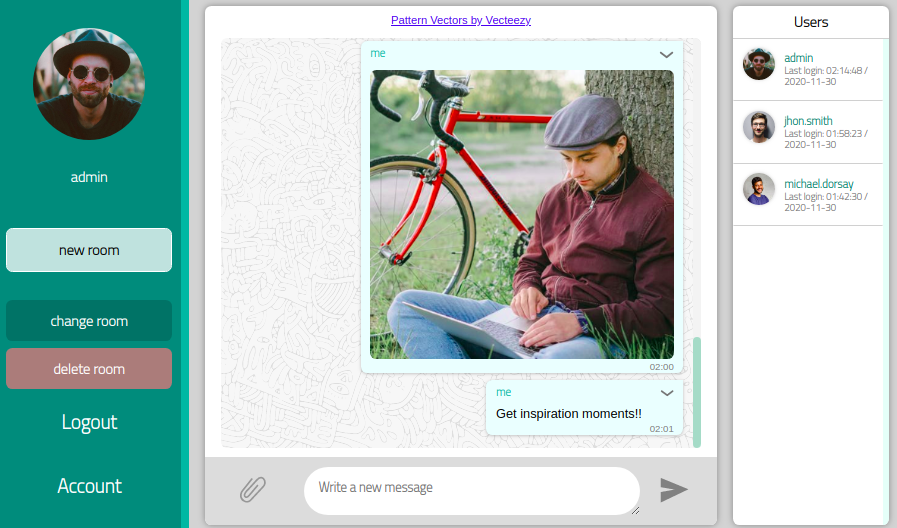 admin
new room
change room
delete room
Logout
Account
Pattern Vectors by Vecteezy
me
02:00
me
Get inspiration moments!!
02:01
Write a new message
Users
admin
Last login: 02:14:48 /
2020-11-30
jhon.smith
Last login: 01:58:23 /
2020-11-30
michael.dorsay
Last login: 01:42:30 /
2020-11-30